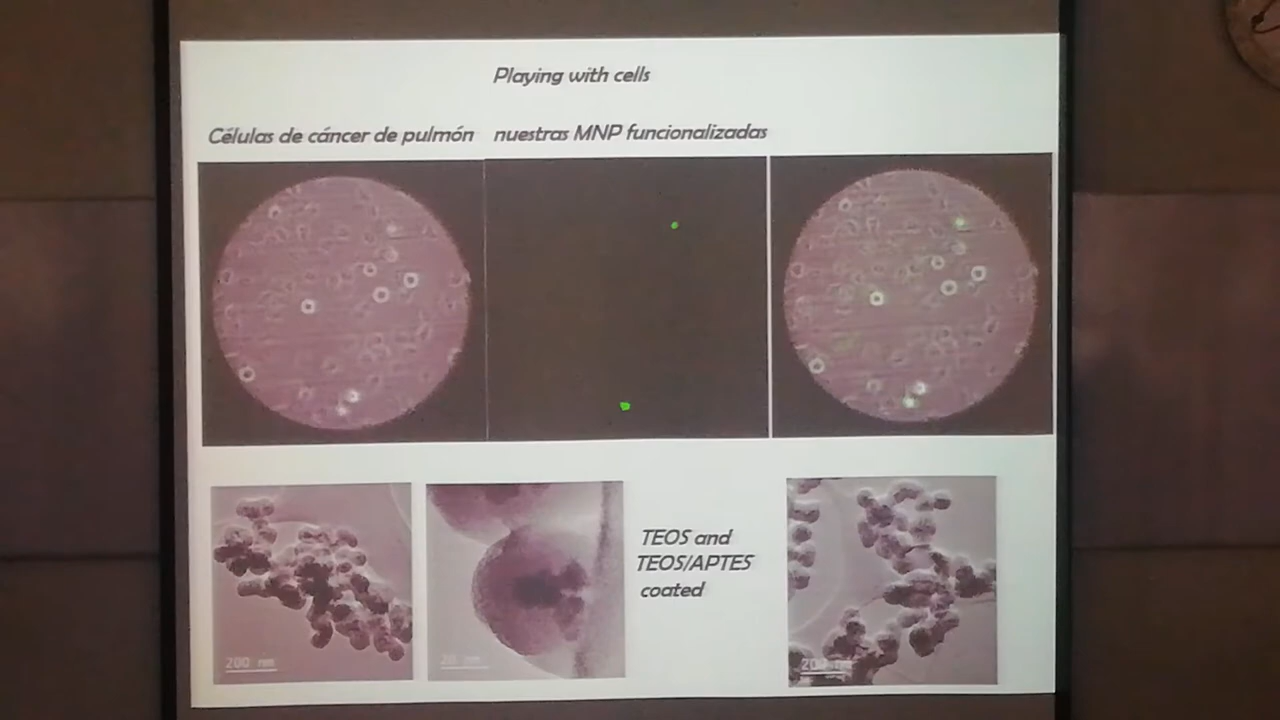 Playing with cells
Células de cáncer de pulmón
nuestras MNP funcionalizadas
TEOS and
TEOS/APTES
coated
200 nm
20 nm
200 nm